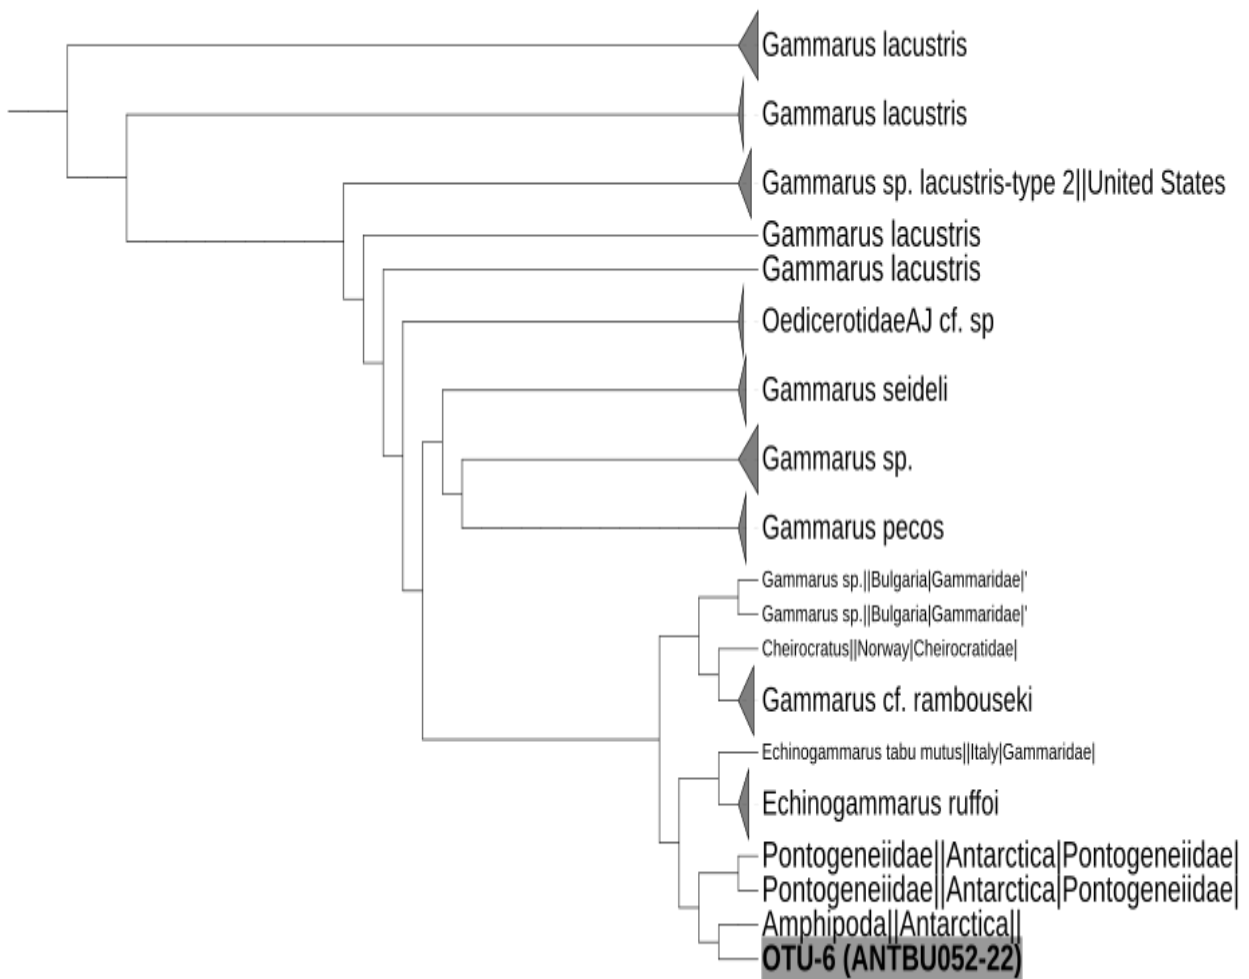 Gammarus lacustris
Gammarus lacustris
Gammarus sp. lacustris-type 2||United States
Gammarus lacustris
Gammarus lacustris
OedicerotidaeAJ cf. sp
Gammarus seideli
Gammarus sp.
Gammarus pecos
Gammarus sp.||Bulgaria|Gammaridae|'
Gammarus sp.||Bulgaria|Gammaridae|'
Cheirocratus||Norway|Cheirocratidae|
Gammarus cf. rambouseki
Echinogammarus tabu mutus||Italy|Gammaridae|
Echinogammarus ruffoi
Pontogeneiidae||Antarctica|Pontogeneiidae|
Pontogeneiidae||Antarctica|Pontogeneiidae|
Amphipoda||Antarctica||
OTU-6 (ANTBU052-22)